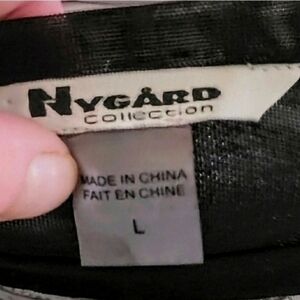 NYGÅRD
Collection
MADE IN CHINA
FAIT EN CHINE
L